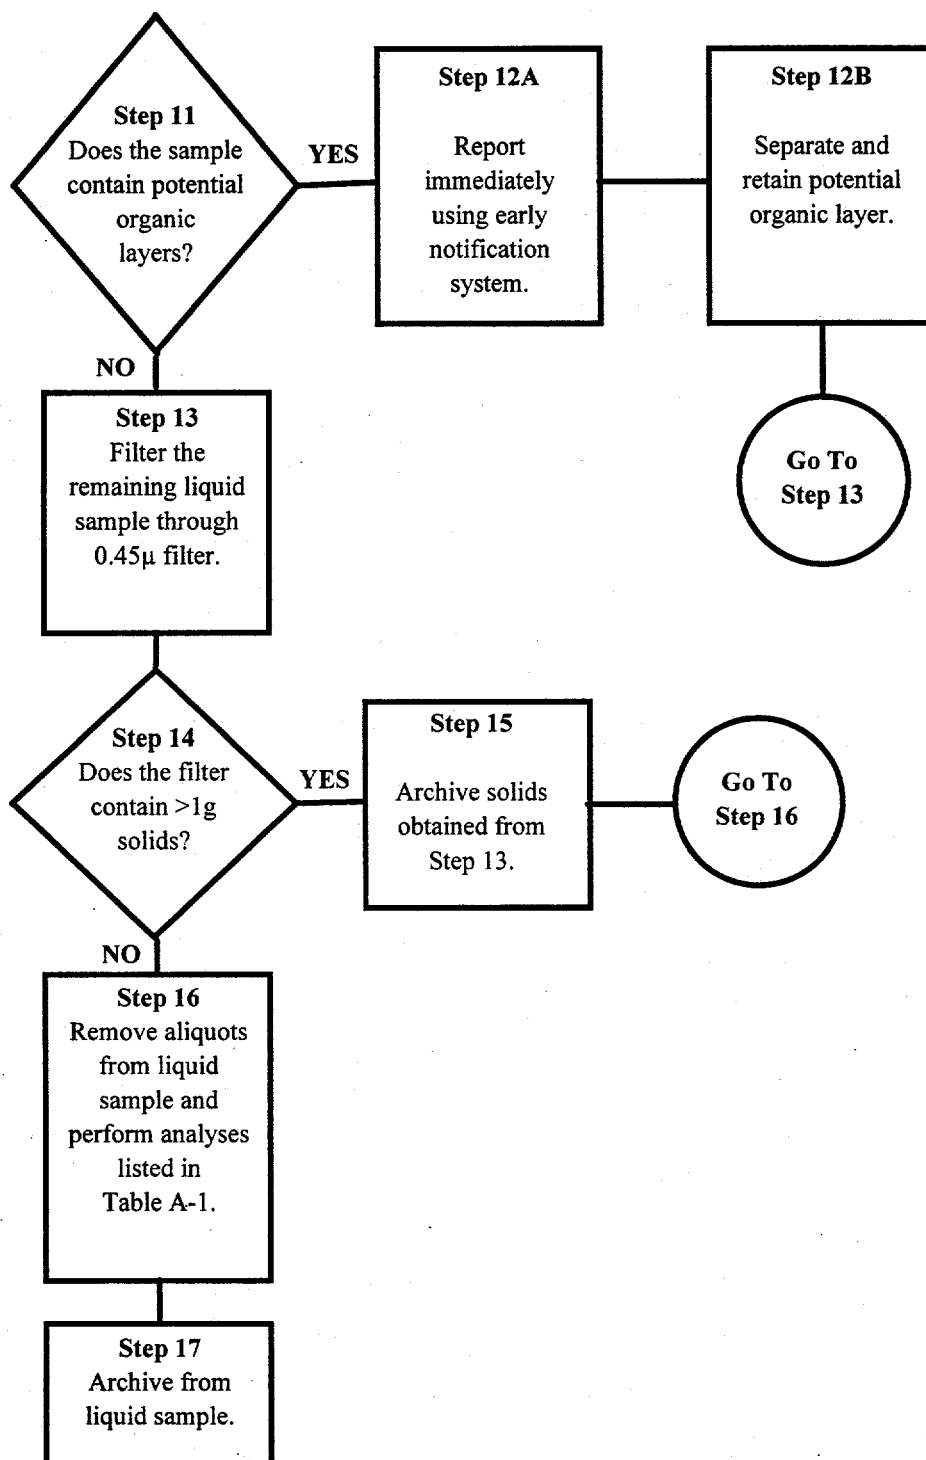 Step 11
Does the sample
contain potential
organic
layers?
YES
Step 12A
Report
immediately
using early
notification
system.
Step 12B
Separate and
retain potential
organic layer.
NO
Go To
Step 13
Step 13
Filter the
remaining liquid
sample through
0.45µ filter.
Step 14
Does the filter
contain >1g
solids?
YES
Step 15
Archive solids
obtained from
Step 13.
Go To
Step 16
NO
Step 16
Remove aliquots
from liquid
sample and
perform analyses
listed in
Table A-1.
Step 17
Archive from
liquid sample.